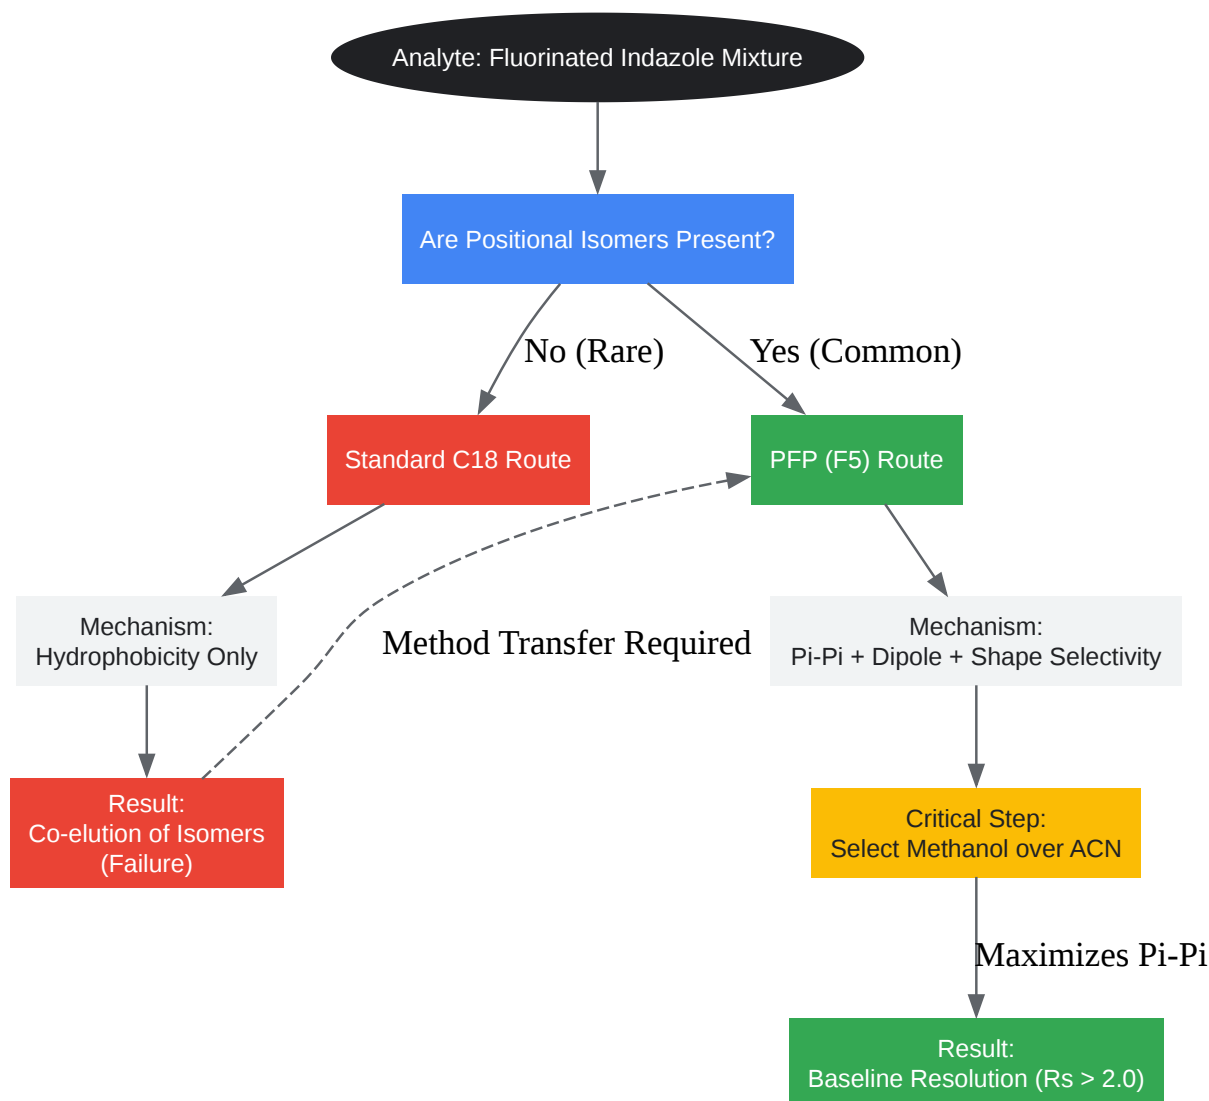 Analyte: Fluorinated Indazole Mixture
Are Positional Isomers Present?
No (Rare)
Yes (Common)
Standard C18 Route
PFP (F5) Route
Mechanism:
Hydrophobicity Only
Method Transfer Required
Mechanism:
Pi-Pi + Dipole + Shape Selectivity
Result:
Co-elution of Isomers
(Failure)
Critical Step:
Select Methanol over ACN
Maximizes Pi-Pi
Result:
Baseline Resolution (Rs > 2.0)